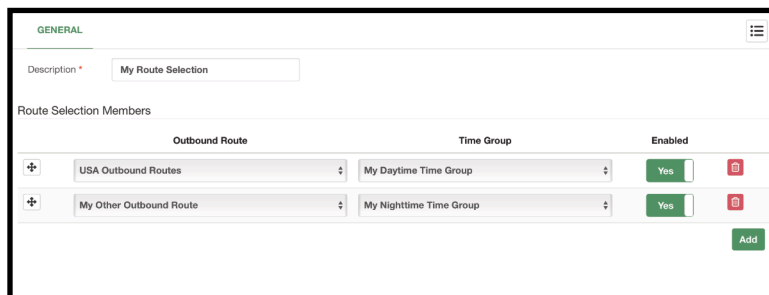 GENERAL
Description *
My Route Selection
Route Selection Members
Outbound Route Time Group Enabled
USA Outbound Routes My Daytime Time Group Yes
My Other Outbound Route My Nighttime Time Group Yes
Add